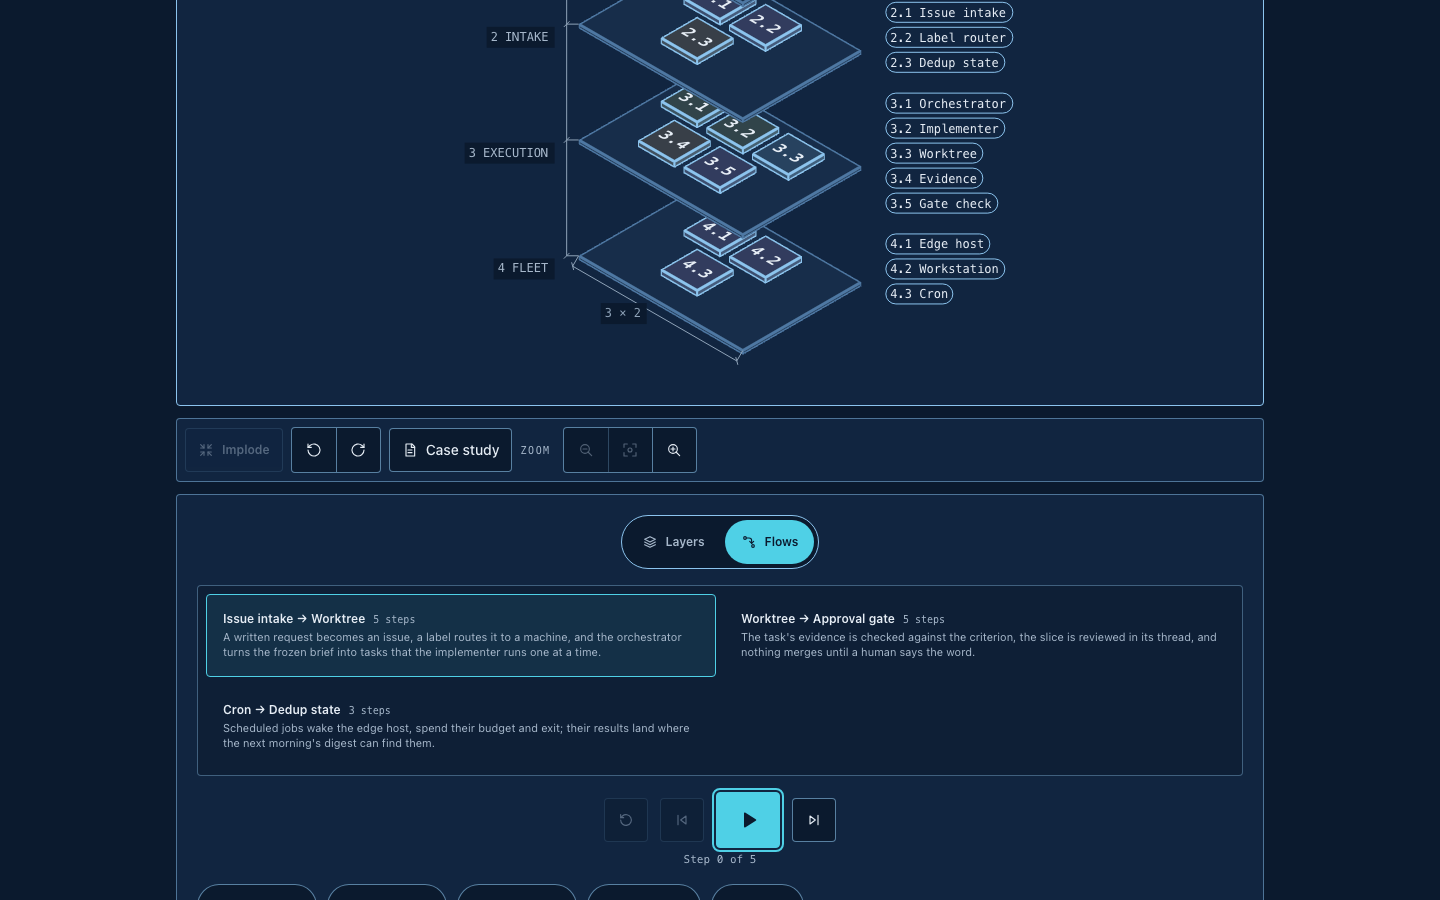 2.1 Issue intake
2.2 Label router
2.3 Dedup state
2 INTAKE
.1
2.2
2.3
3.1 Orchestrator
3.2 Implementer
3.3 Worktree
3.4 Evidence
3.5 Gate check
3 EXECUTION
3.1
3.2
3.4
3.3
3.5
4.1 Edge host
4.2 Workstation
4.3 Cron
4 FLEET
4.1
4.2
4.3
3 × 2
Implode
Case study
ZOOM
Layers
Flows
Issue intake → Worktree 5 steps
A written request becomes an issue, a label routes it to a machine, and the orchestrator
turns the frozen brief into tasks that the implementer runs one at a time.
Worktree → Approval gate 5 steps
The task's evidence is checked against the criterion, the slice is reviewed in its thread, and
nothing merges until a human says the word.
Cron → Dedup state 3 steps
Scheduled jobs wake the edge host, spend their budget and exit; their results land where
the next morning's digest can find them.
Step 0 of 5